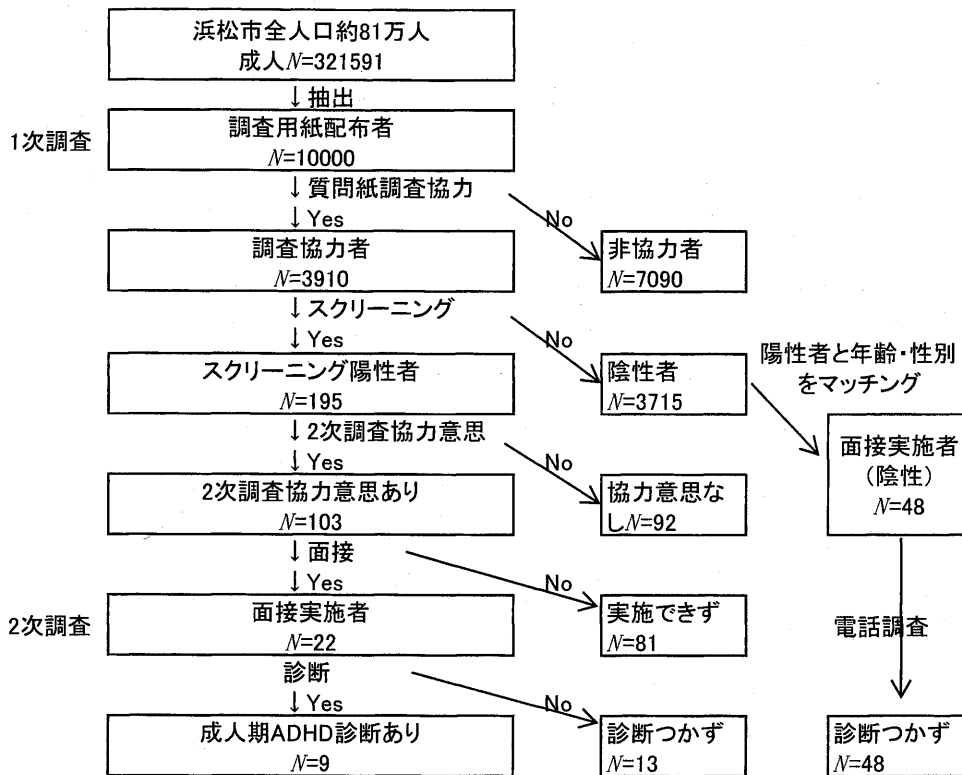 浜松市全人口約81万人
成人N=321591
↓抽出
1次調査
調査用紙配布者
N=10000
↓質問紙調査協力
↓Yes
No
調査協力者
N=3910
非協力者
N=7090
↓スクリーニング
↓Yes
No
スクリーニング陽性者
N=195
陰性者
N=3715
陽性者と年齢・性別
をマッチング
↓2次調査協力意思
↓Yes
No
2次調査協力意思あり
N=103
協力意思な
しN=92
面接実施者
(陰性)
N=48
↓面接
↓Yes
No
2次調査
面接実施者
N=22
実施できず
N=81
電話調査
診断
↓Yes
No
成人期ADHD診断あり
N=9
診断つかず
N=13
診断つかず
N=48